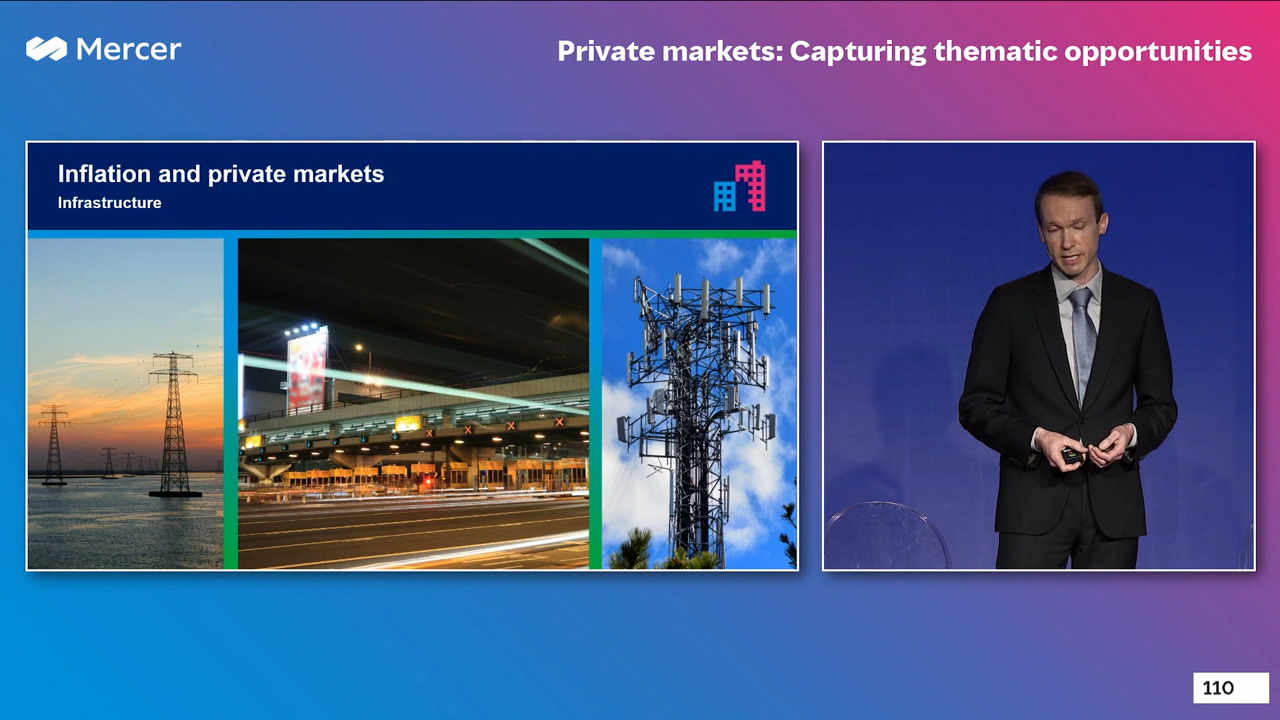 Mercer
Private markets: Capturing thematic opportunities
Inflation and private markets
Infrastructure
110